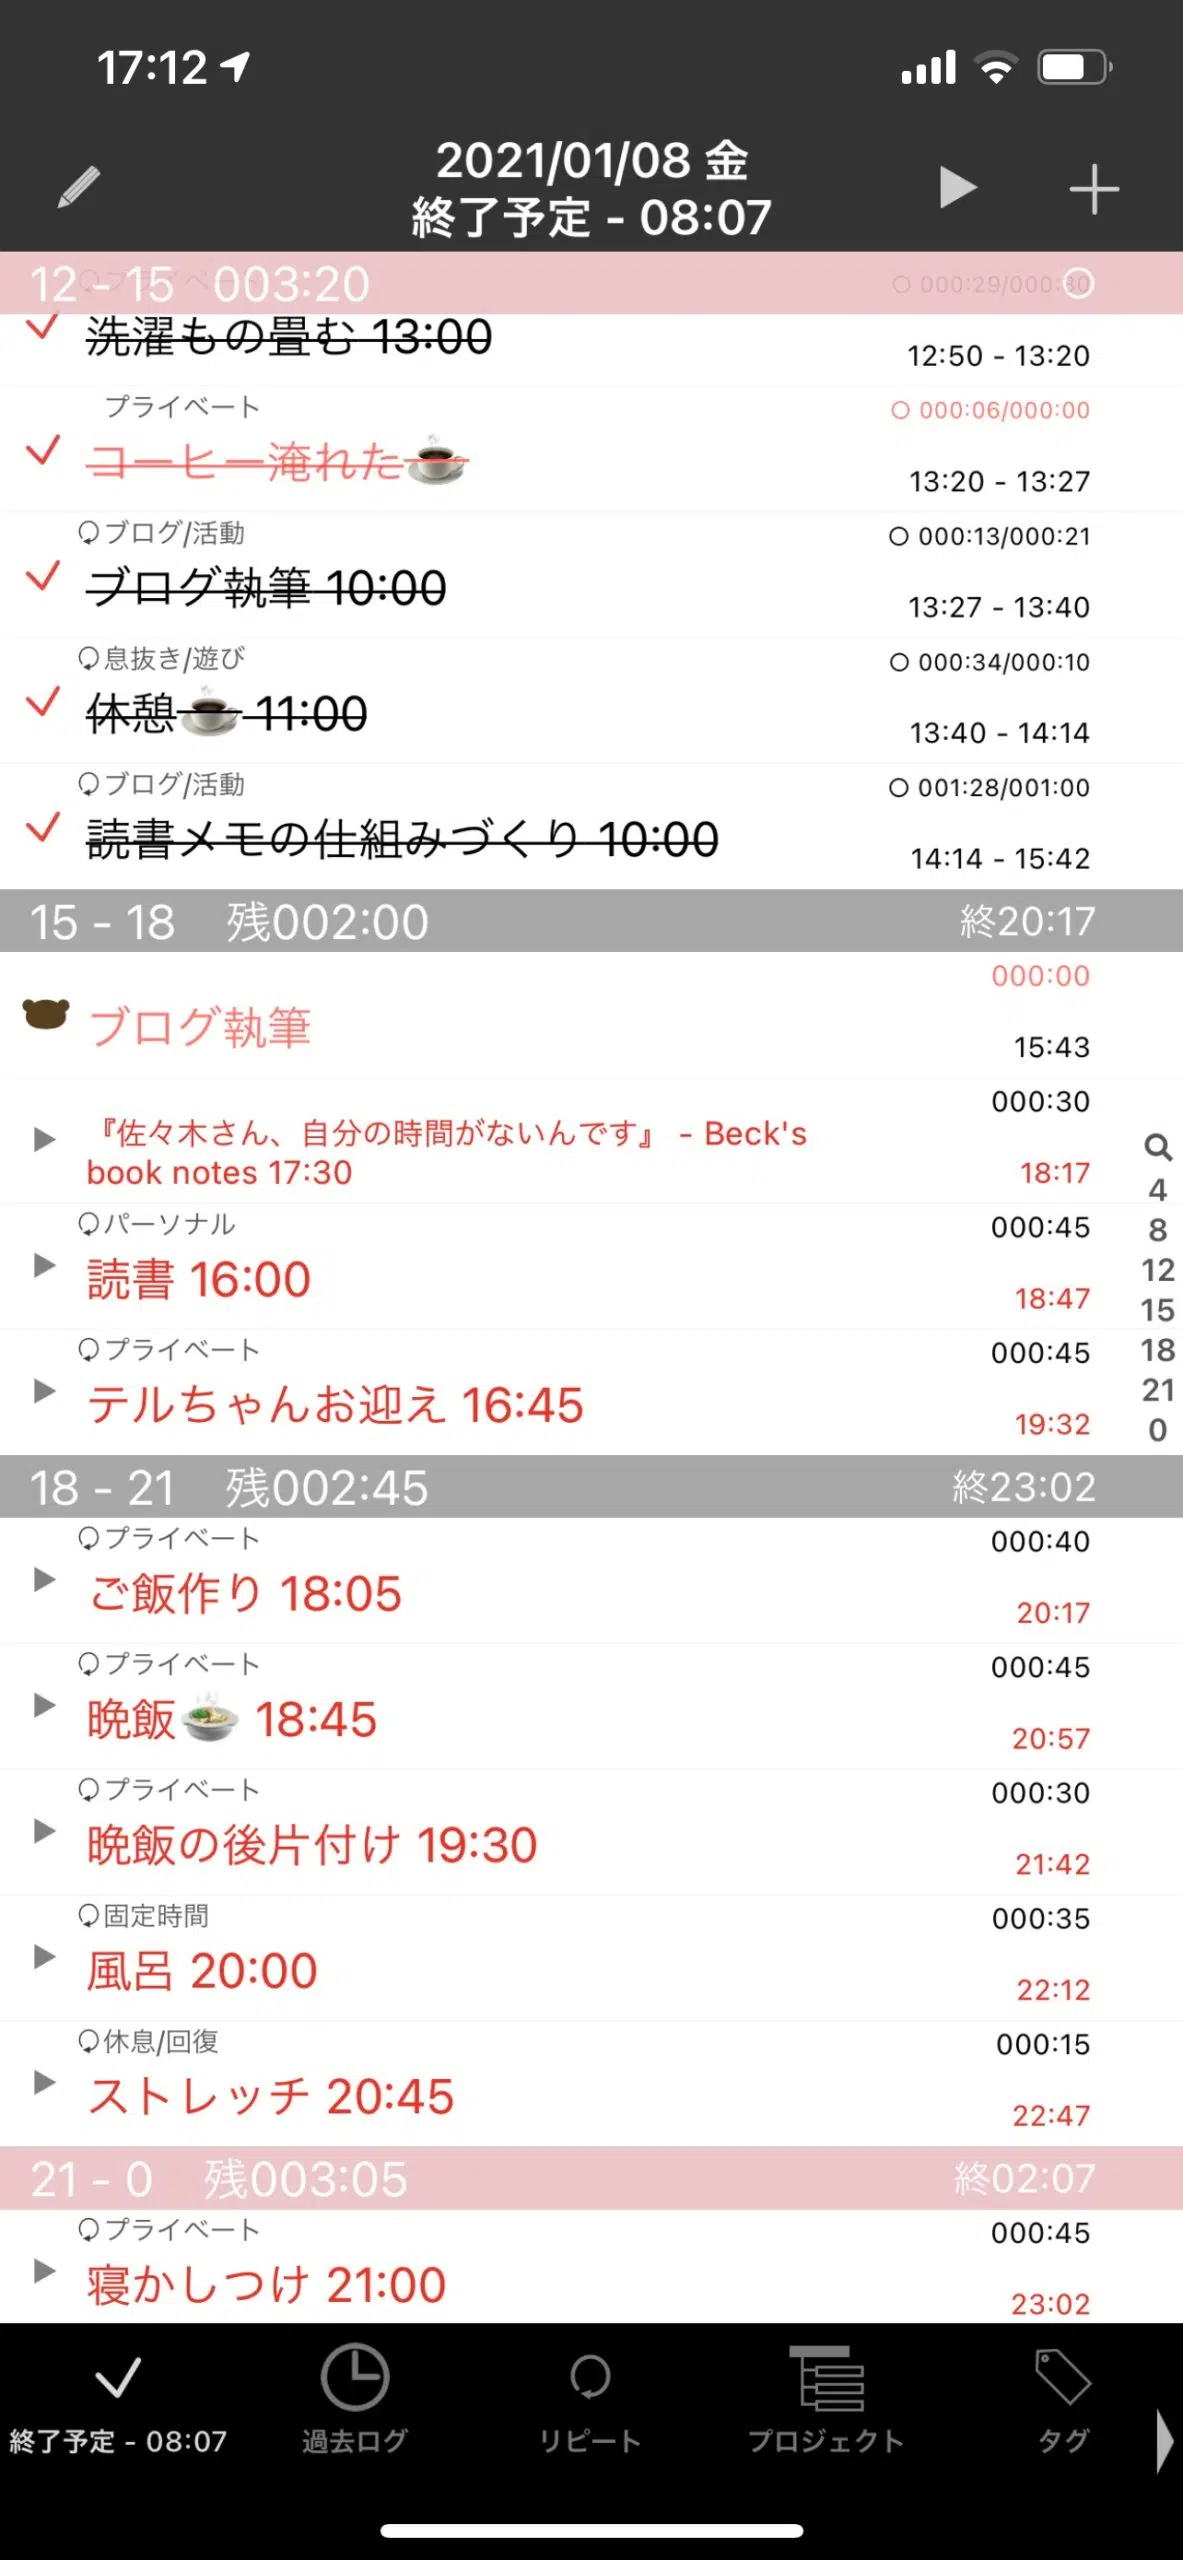 17:12
2021/01/08 金
終了予定 - 08:07
12 - 15 003:20
000:29/000:30
洗濯もの畳む 13:00
12:50 - 13:20
プライベート
000:06/000:00
コーヒー淹れた
13:20 - 13:27
ブログ/活動
000:13/000:21
ブログ執筆 10:00
13:27 - 13:40
息抜き/遊び
000:34/000:10
休憩 11:00
13:40 - 14:14
ブログ/活動
001:28/001:00
読書メモの仕組みづくり 10:00
14:14 - 15:42
15 - 18 残002:00 終20:17
000:00
ブログ執筆
15:43
000:30
『佐々木さん、自分の時間がないんです』 - Beck's
book notes 17:30
18:17
パーソナル
000:45
読書 16:00
18:47
プライベート
000:45
テルちゃんお迎え 16:45
19:32
4
8
12
15
18
21
0
18 - 21 残002:45 終23:02
プライベート
000:40
ご飯作り 18:05
20:17
プライベート
000:45
晩飯 18:45
20:57
プライベート
000:30
晩飯の後片付け 19:30
21:42
固定時間
000:35
風呂 20:00
22:12
休息/回復
000:15
ストレッチ 20:45
22:47
21 - 0 残003:05 終02:07
プライベート
000:45
寝かしつけ 21:00
23:02
終了予定 - 08:07
過去ログ
リピート
プロジェクト
タグ